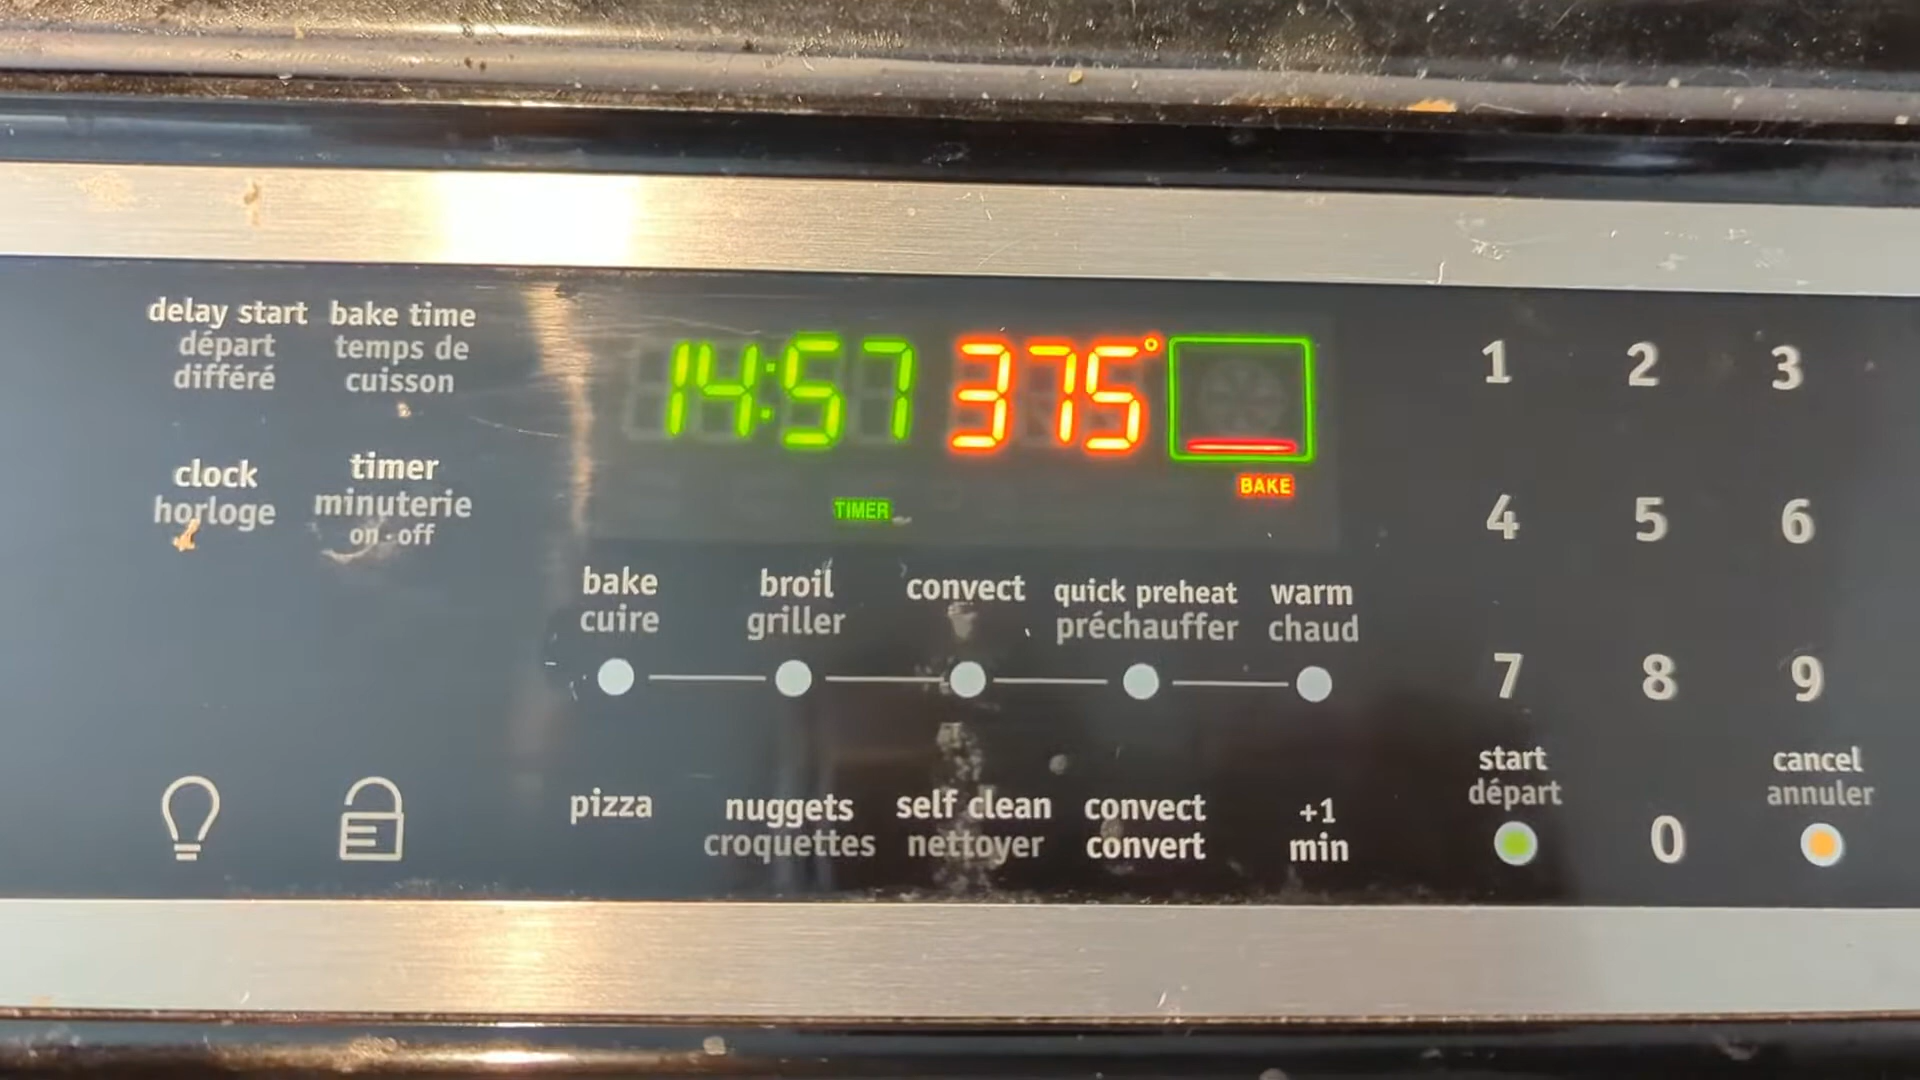 delay start
départ
différé
bake time
temps de
cuisson
clock
horloge
timer
minuterie
on - off
14:57
375°
TIMER
BAKE
bake
cuire
broil
griller
convect
quick preheat
préchauffer
warm
chaud
pizza
nuggets
croquettes
self clean
nettoyer
convect
convert
+1
min
1 2 3
4 5 6
7 8 9
start
départ
0
cancel
annuler